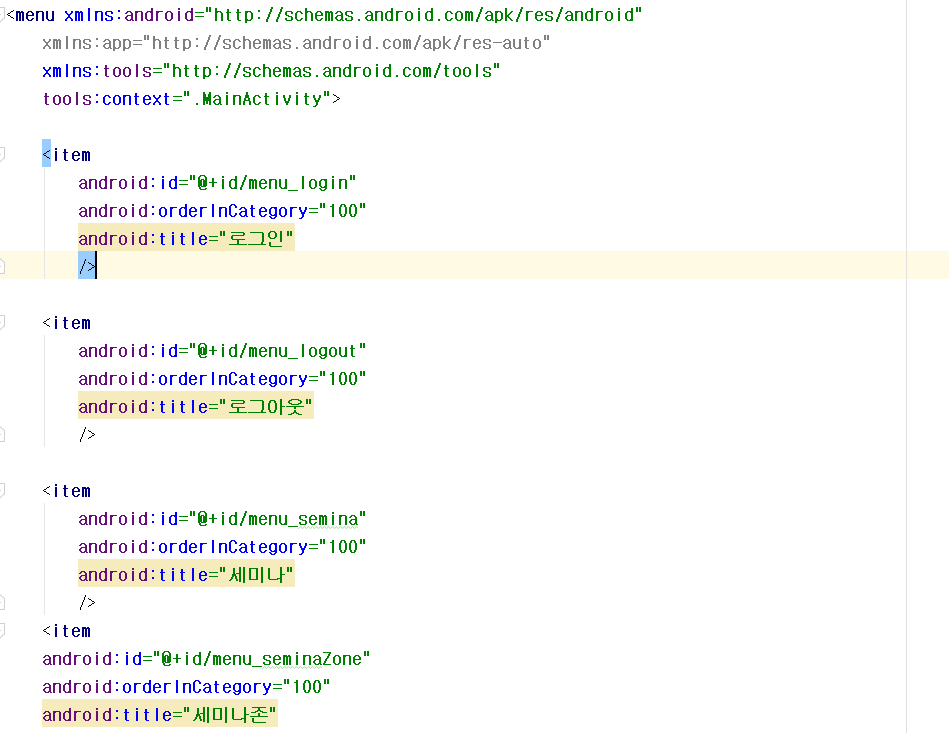 <menu xmlns:android="http://schemas.android.com/apk/res/android"
xmlns:app="http://schemas.android.com/apk/res-auto"
xmlns:tools="http://schemas.android.com/tools"
tools:context=".MainActivity">
<item
android:id="@+id/menu_login"
android:orderInCategory="100"
android:title="로그인"
/>
<item
android:id="@+id/menu_logout"
android:orderInCategory="100"
android:title="로그아웃"
/>
<item
android:id="@+id/menu_semina"
android:orderInCategory="100"
android:title="세미나"
/>
<item
android:id="@+id/menu_seminaZone"
android:orderInCategory="100"
android:title="세미나존"